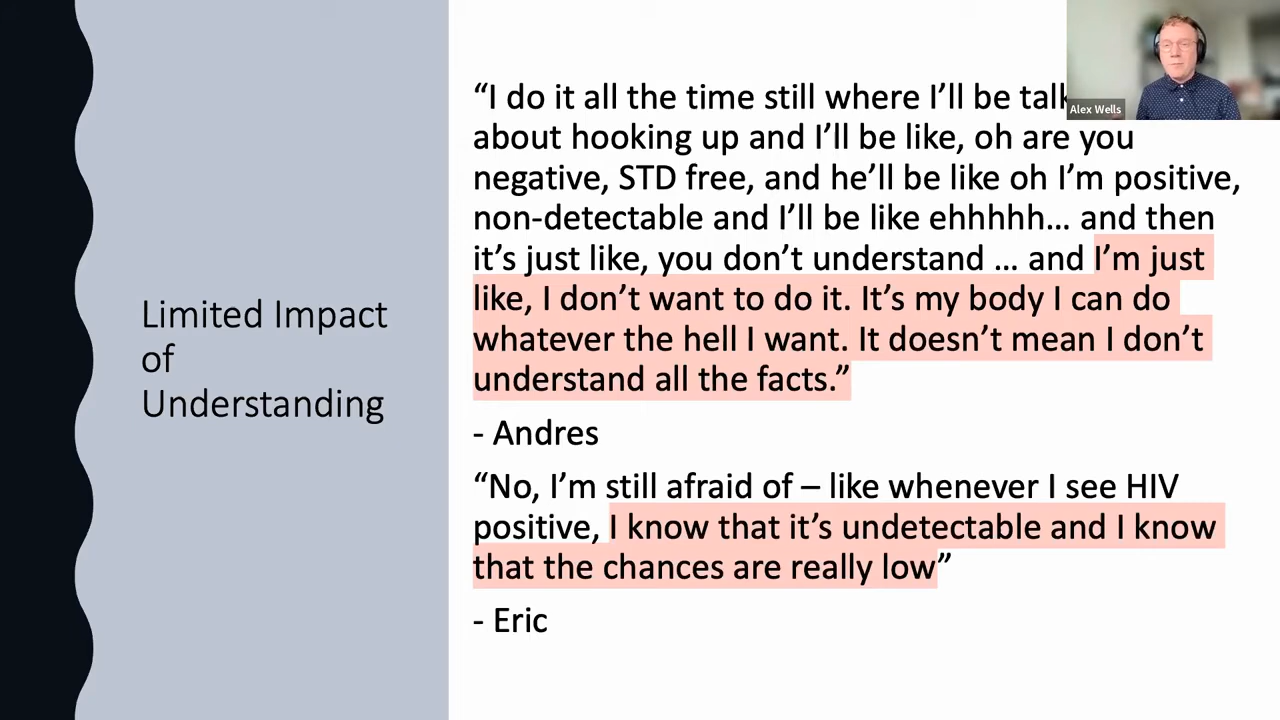 Limited Impact
of
Understanding
“I do it all the time still where I’ll be talk
about hooking up and I’ll be like, oh are you
negative, STD free, and he’ll be like oh I’m positive,
non-detectable and I’ll be like ehhhhh… and then
it’s just like, you don’t understand … and I’m just
like, I don’t want to do it. It’s my body I can do
whatever the hell I want. It doesn’t mean I don’t
understand all the facts.”
- Andres
“No, I’m still afraid of – like whenever I see HIV
positive, I know that it’s undetectable and I know
that the chances are really low”
- Eric
Alex Wells